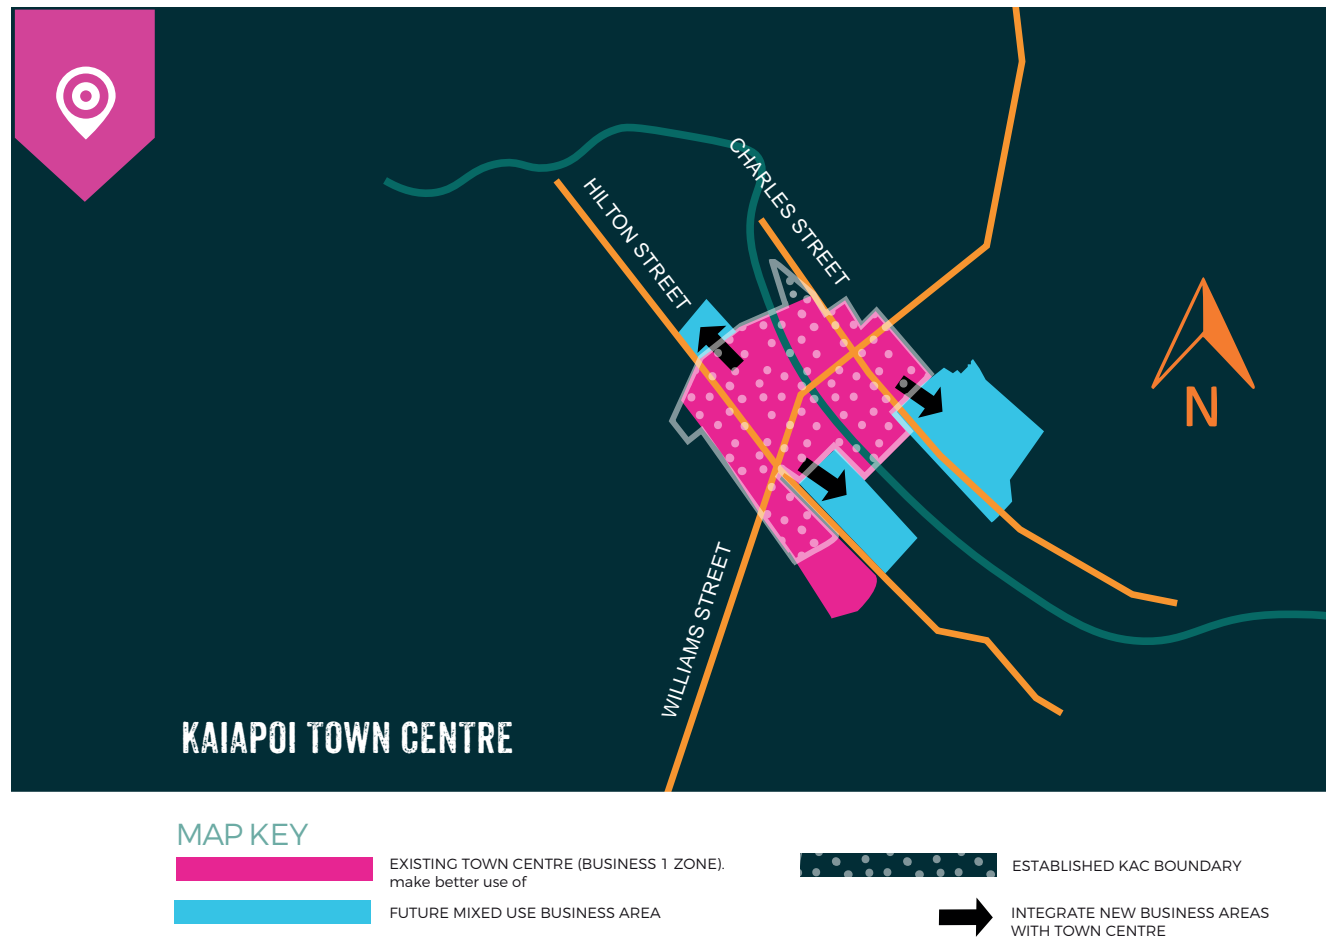 CHARLES STREET
HILTON STREET
N
WILLIAMS STREET
KAIAPOI TOWN CENTRE
MAP KEY
EXISTING TOWN CENTRE (BUSINESS 1 ZONE).
make better use of
FUTURE MIXED USE BUSINESS AREA
ESTABLISHED KAC BOUNDARY
INTEGRATE NEW BUSINESS AREAS
WITH TOWN CENTRE